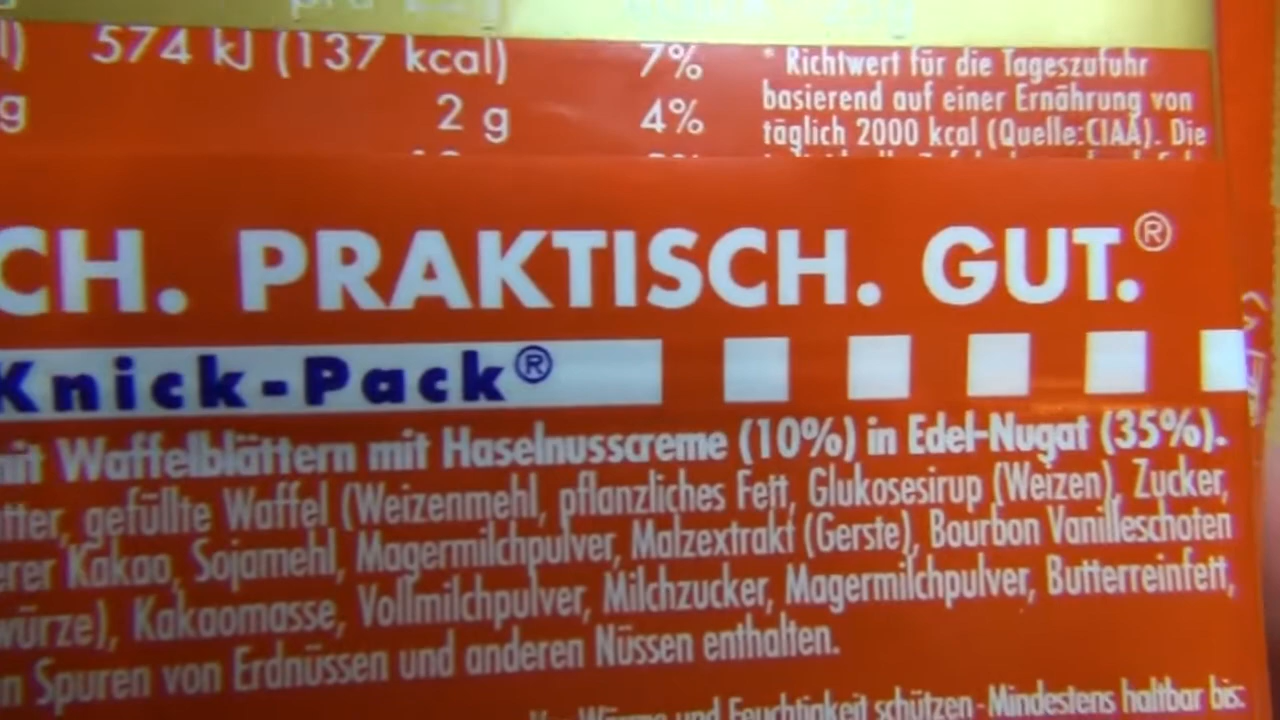 574 kJ (137 kcal) 7% * Richtwert für die Tageszufuhr
basierend auf einer Ernährung von
g 2 g 4%
täglich 2000 kcal (Quelle:CIAA). Die
CH. PRAKTISCH. GUT.®
Knick-Pack®
mit Waffelblättern mit Haselnusscreme (10%) in Edel-Nugat (35%).
gefüllte Waffel (Weizenmehl, pflanzliches Fett, Glukosesirup (Weizen), Zucker,
Kakao, Sojamehl, Magermilchpulver, Malzextrakt (Gerste), Bourbon Vanilleschoten
würze), Kakaomasse, Vollmilchpulver, Milchzucker, Magermilchpulver, Butterreinfett,
n Spuren von Erdnüssen und anderen Nüssen enthalten.
Wärme und Feuchtigkeit schützen - Mindestens haltbar bis: